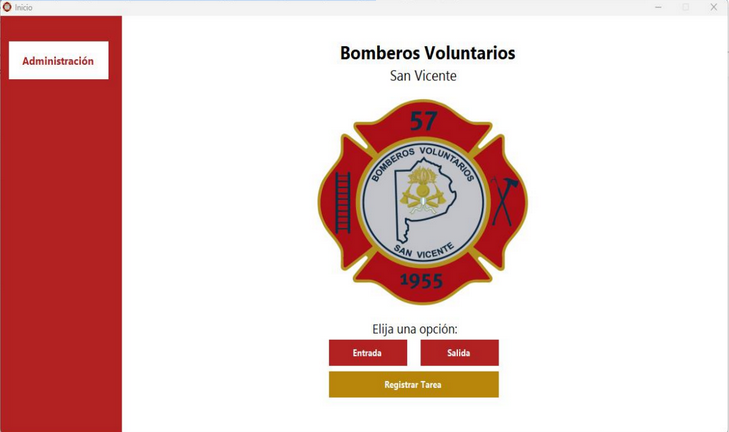 Inicio
Administración
Bomberos Voluntarios
San Vicente
57
BOMBEROS VOLUNTARIOS
SAN VICENTE
1955
Elija una opción:
Entrada
Salida
Registrar Tarea